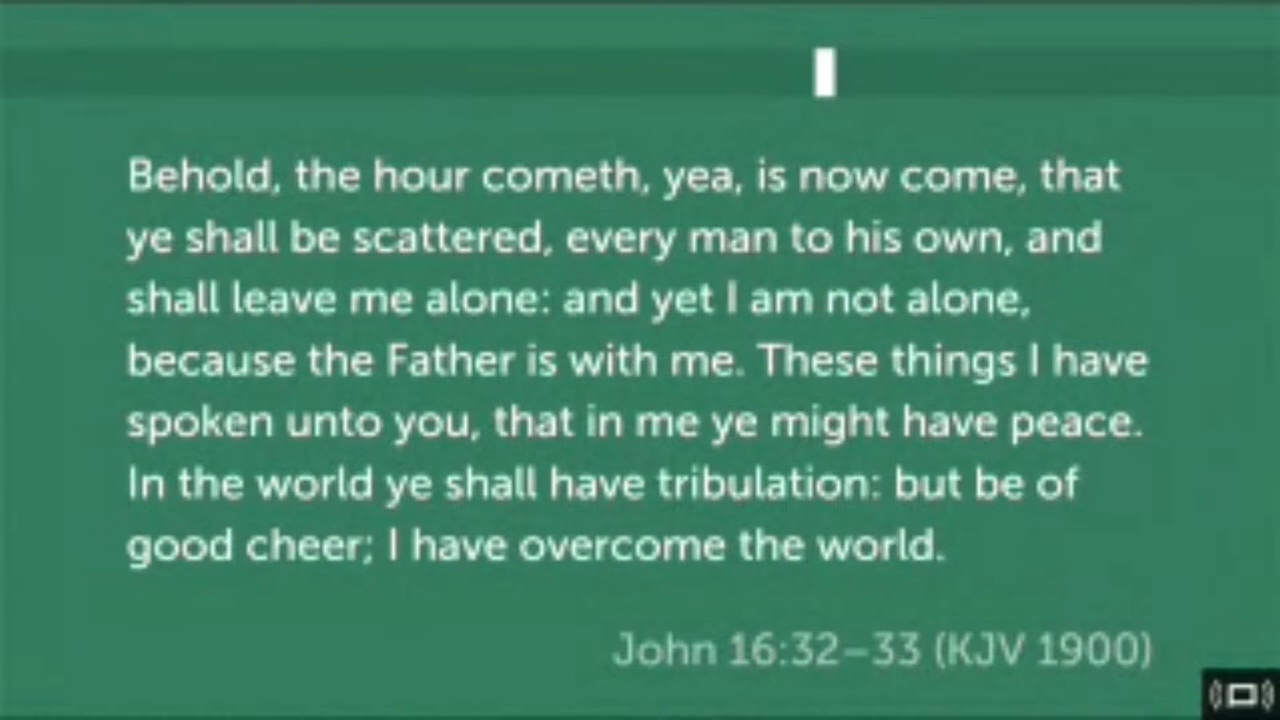 Behold, the hour cometh, yea, is now come, that
ye shall be scattered, every man to his own, and
shall leave me alone: and yet I am not alone,
because the Father is with me. These things I have
spoken unto you, that in me ye might have peace.
In the world ye shall have tribulation: but be of
good cheer; I have overcome the world.
John 16:32–33 (KJV 1900)